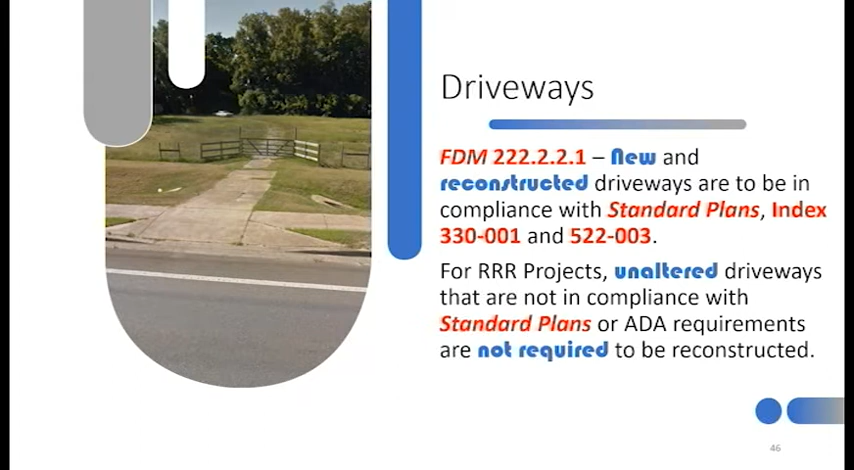 Driveways
FDM 222.2.2.1 – New and
reconstructed driveways are to be in
compliance with Standard Plans, Index
330-001 and 522-003.
For RRR Projects, unaltered driveways
that are not in compliance with
Standard Plans or ADA requirements
are not required to be reconstructed.
46